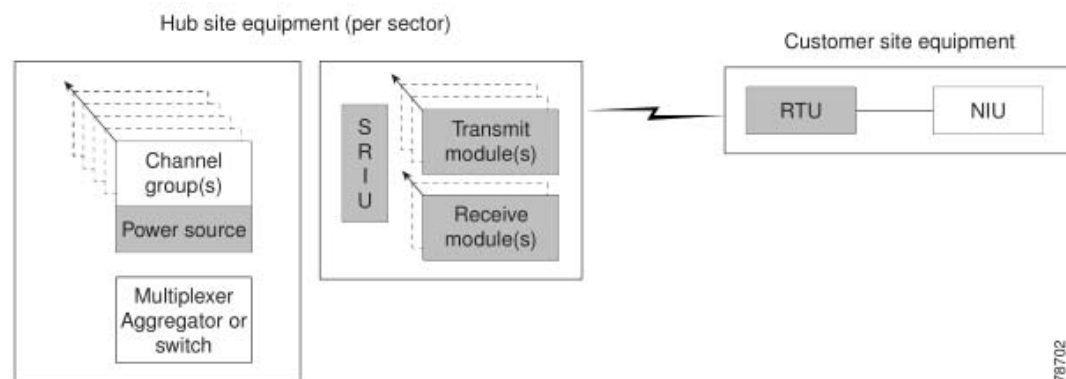 Hub site equipment (per sector)
Customer site equipment
Channel
group(s)
Power source
Multiplexer
Aggregator or
switch
S
R
I
U
Transmit
module(s)
Receive
module(s)
RTU
NIU
78702